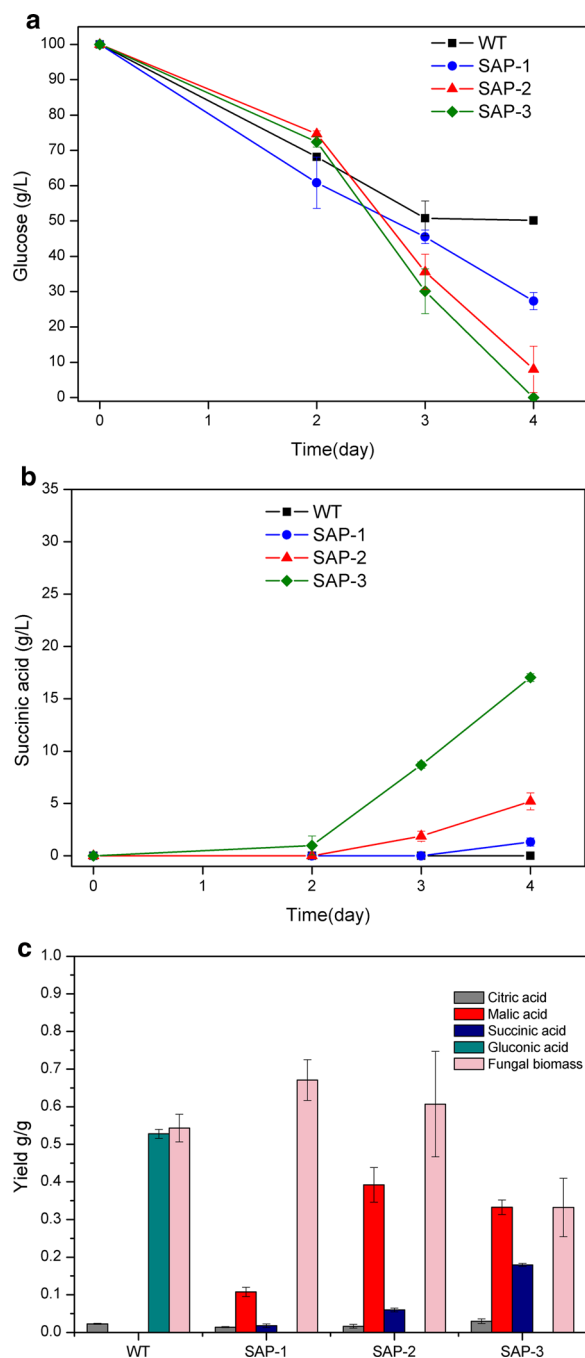 a
100
90
80
70
60
50
40
30
20
10
0
Glucose (g/L)
WT
SAP-1
SAP-2
SAP-3
0 1 2 3 4
Time(day)
b
35
30
25
20
15
10
5
0
Succinic acid (g/L)
WT
SAP-1
SAP-2
SAP-3
0 1 2 3 4
Time(day)
c
1.0
0.9
0.8
0.7
0.6
0.5
0.4
0.3
0.2
0.1
0.0
Yield g/g
Citric acid
Malic acid
Succinic acid
Gluconic acid
Fungal biomass
WT SAP-1 SAP-2 SAP-3